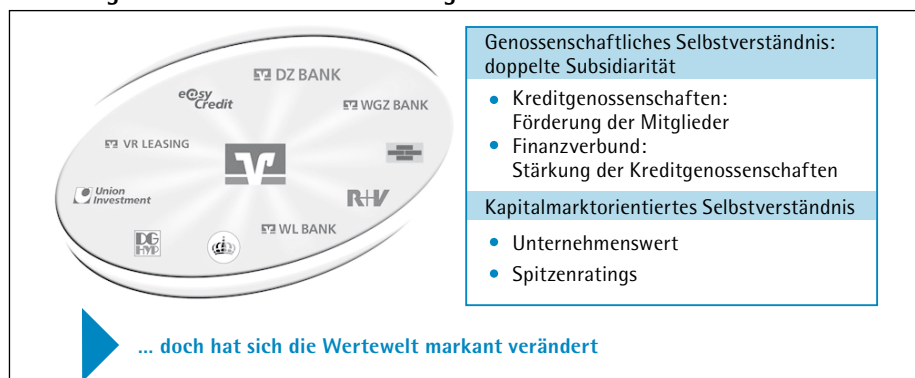 DZ BANK
e@sy
Credit
WGZ BANK
VR LEASING
Union
Investment
R+V
WL BANK
DG
HYP
Genossenschaftliches Selbstverständnis:
doppelte Subsidiarität
• Kreditgenossenschaften:
Förderung der Mitglieder
• Finanzverbund:
Stärkung der Kreditgenossenschaften
Kapitalmarktorientiertes Selbstverständnis
• Unternehmenswert
• Spitzenratings
... doch hat sich die Wertewelt markant verändert